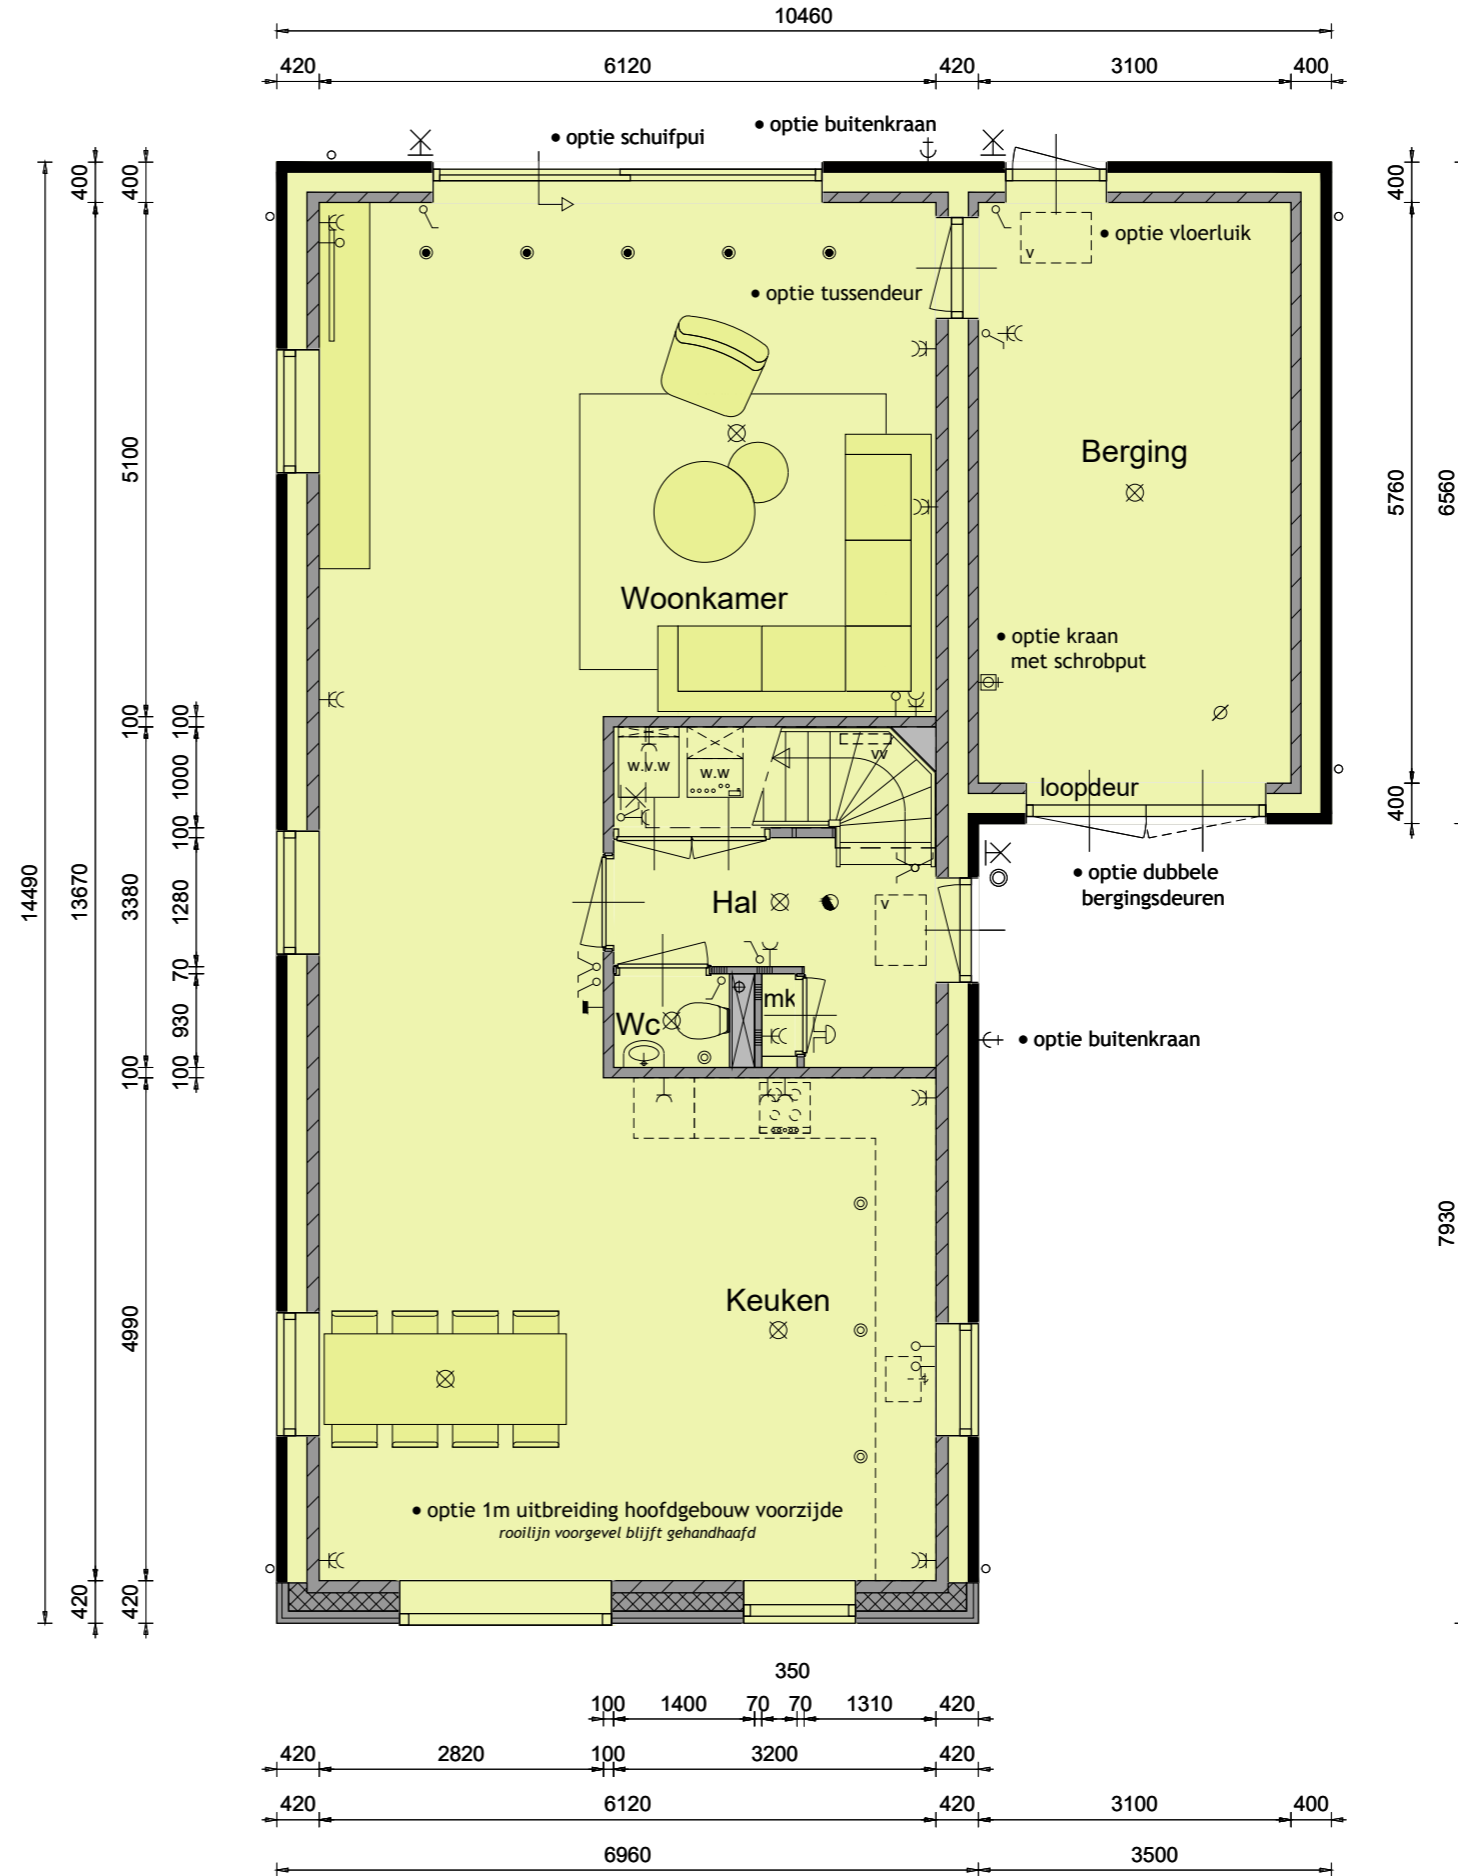 10460
420 6120 420 3100 400
• optie schuifpui
• optie buitenkraan
400 400 400
• optie vloerluik
v
• optie tussendeur
5100
Berging
5760 6560
Woonkamer
• optie kraan
met schrobput
100 100
w.v.w w.w vv
1000
loopdeur
400
100
14490 13670 3380 1280
• optie dubbele
bergingsdeuren
Hal
v
70
mk
Wc
930
• optie buitenkraan
100 100
7930
Keuken
4990
• optie 1m uitbreiding hoofdgebouw voorzijde
rooilijn voorgevel blijft gehandhaafd
420 420
350
100 1400 70 70 1310 420
420 2820 100 3200 420
420 6120 420 3100 400
6960 3500